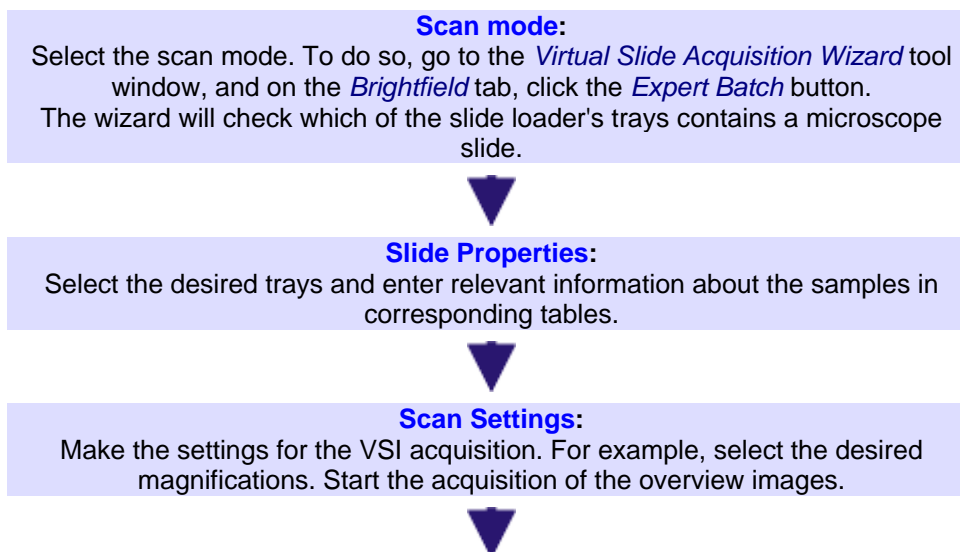 Scan mode:
Select the scan mode. To do so, go to the Virtual Slide Acquisition Wizard tool
window, and on the Brightfield tab, click the Expert Batch button.
The wizard will check which of the slide loader's trays contains a microscope
slide.
Slide Properties:
Select the desired trays and enter relevant information about the samples in
corresponding tables.
Scan Settings:
Make the settings for the VSI acquisition. For example, select the desired
magnifications. Start the acquisition of the overview images.